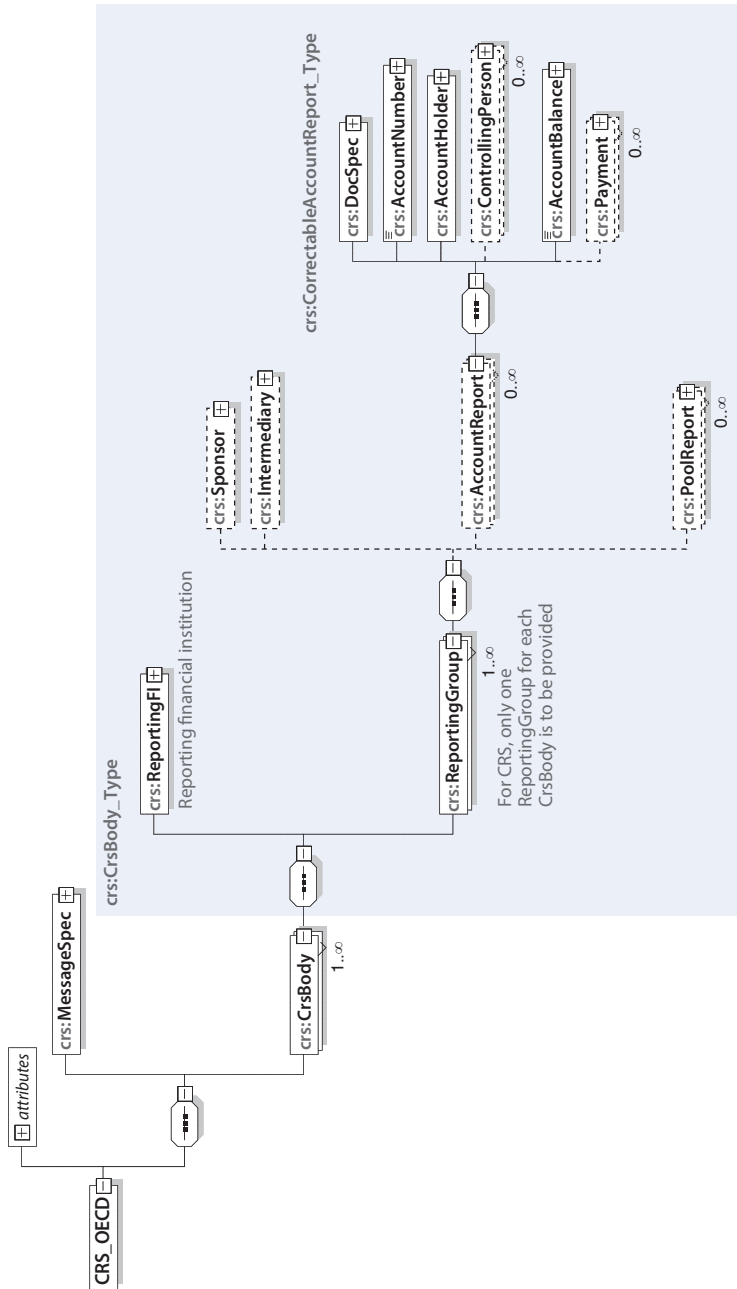 CRS_OECD
attributes
crs:MessageSpec
crs:CrsBody
1..∞
crs:CrsBody_Type
crs:ReportingFI
Reporting financial institution
crs:ReportingGroup
1..∞
For CRS, only one
ReportingGroup for each
CrsBody is to be provided
crs:Sponsor
crs:Intermediary
crs:AccountReport
0..∞
crs:PoolReport
0..∞
crs:CorrectableAccountReport_Type
crs:DocSpec
crs:AccountNumber
crs:AccountHolder
crs:ControllingPerson
0..∞
crs:AccountBalance
crs:Payment
0..∞